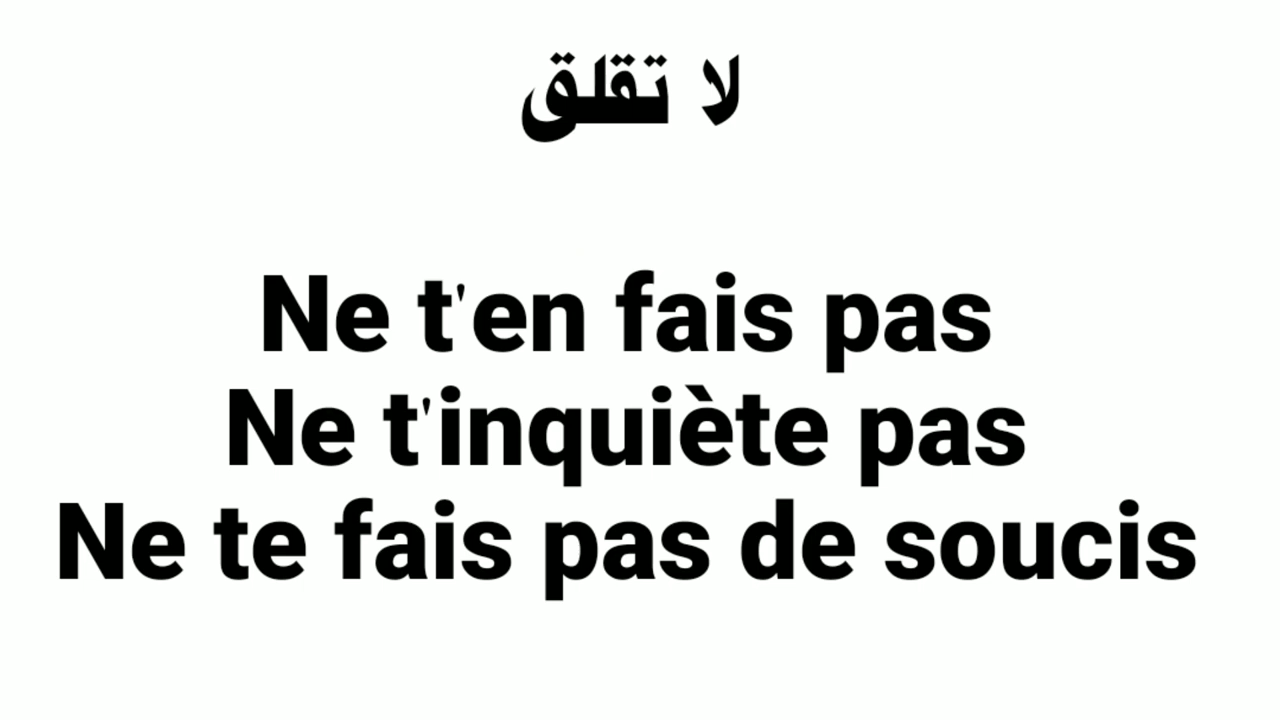 لا تقلق
Ne t'en fais pas
Ne t'inquiète pas
Ne te fais pas de soucis